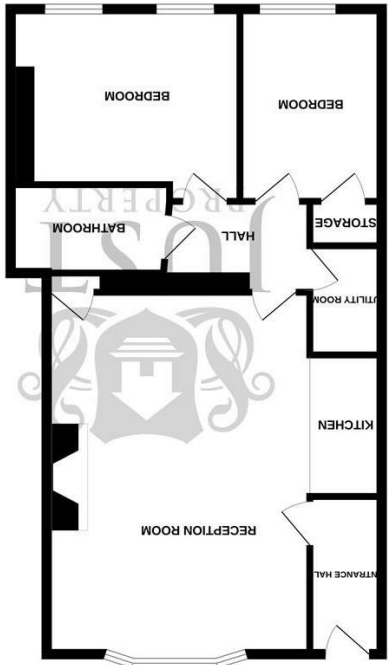 NTRANCE HALL
RECEPTION ROOM
KITCHEN
UTILITY ROOM
JUST
HALL
BATHROOM
STORAGE
PROPERTY
BEDROOM
BEDROOM